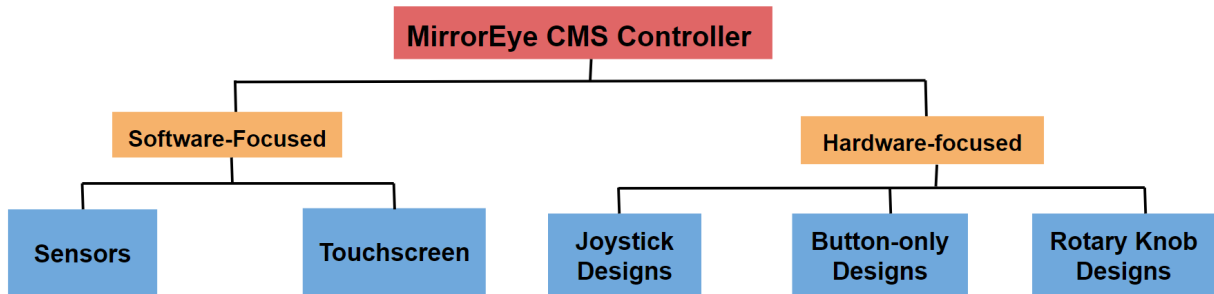 MirrorEye CMS Controller
Software-Focused
Hardware-focused
Sensors
Touchscreen
Joystick
Designs
Button-only
Designs
Rotary Knob
Designs